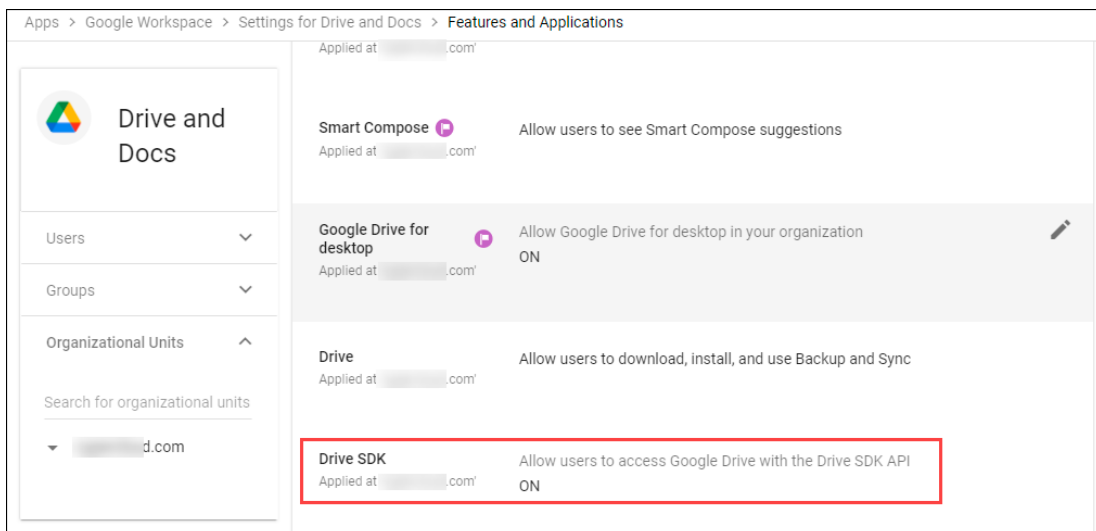 Apps > Google Workspace > Settings for Drive and Docs > Features and Applications
Drive and
Docs
Users
Groups
Organizational Units
Search for organizational units
d.com
Applied at .com'
Smart Compose
Applied at .com'
Allow users to see Smart Compose suggestions
Google Drive for
desktop
Applied at .com'
Allow Google Drive for desktop in your organization
ON
Drive
Applied at .com'
Allow users to download, install, and use Backup and Sync
Drive SDK
Applied at .com'
Allow users to access Google Drive with the Drive SDK API
ON